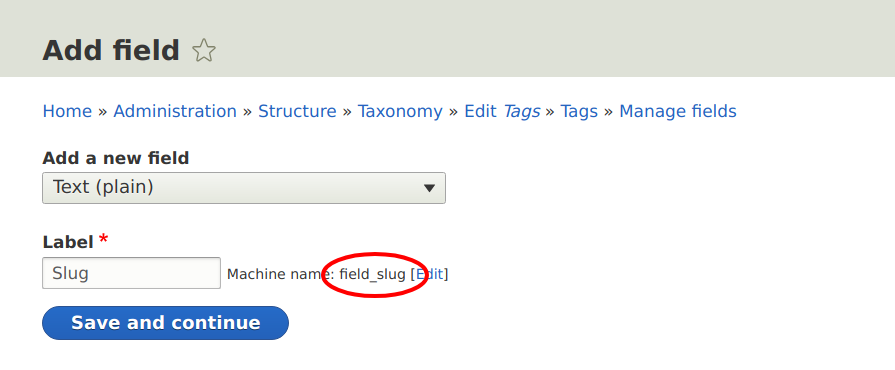 Add field
Home » Administration » Structure » Taxonomy » Edit Tags » Tags » Manage fields
Add a new field
Text (plain)
Label *
Slug Machine name: field_slug [Edit]
Save and continue